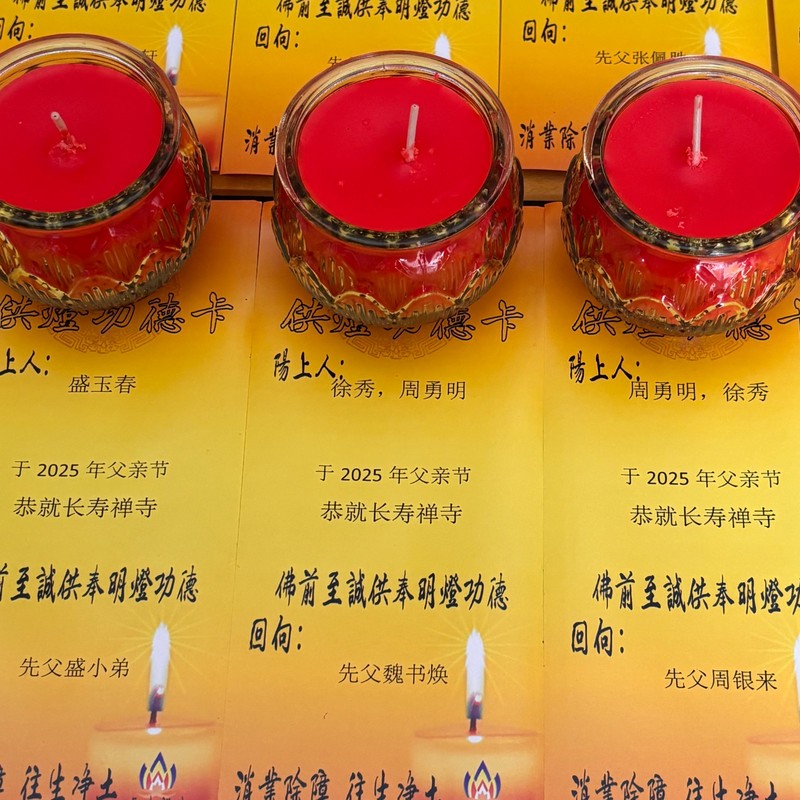 佛前至誠供奉明燈功德
回向：
先父张佩胜
消業除
消業除
供燈功德卡
上人：
盛玉春
于 2025 年父亲节
恭就长寿禅寺
前至誠供奉明燈功德
先父盛小弟
往生净土
供燈功德卡
陽上人：
徐秀，周勇明
于 2025 年父亲节
恭就长寿禅寺
佛前至誠供奉明燈功德
回向：
先父魏书焕
消業除障 往生净土
供燈功德卡
陽上人：
周勇明，徐秀
于 2025 年父亲节
恭就长寿禅寺
佛前至誠供奉明燈功
回向：
先父周银来
消業除障 往生净